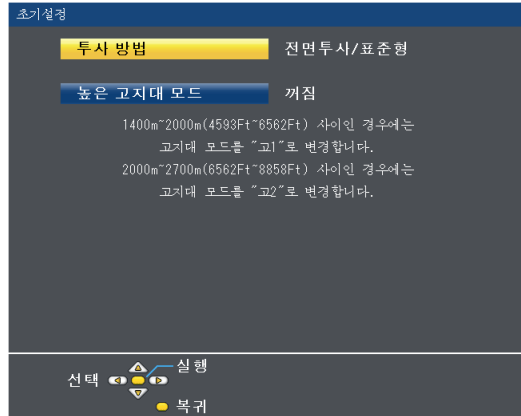 초기설정
투사 방법 전면투사/표준형
높은 고지대 모드 꺼짐
1400m~2000m(4593Ft~6562Ft) 사이인 경우에는
고지대 모드를 "고1"로 변경합니다.
2000m~2700m(6562Ft~8858Ft) 사이인 경우에는
고지대 모드를 "고2"로 변경합니다.
실행
선택
복귀